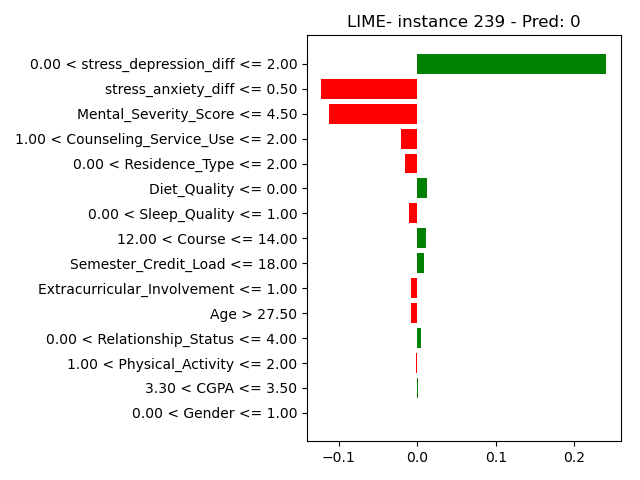 LIME- instance 239 - Pred: 0
0.00 < stress_depression_diff <= 2.00
stress_anxiety_diff <= 0.50
Mental_Severity_Score <= 4.50
1.00 < Counseling_Service_Use <= 2.00
0.00 < Residence_Type <= 2.00
Diet_Quality <= 0.00
0.00 < Sleep_Quality <= 1.00
12.00 < Course <= 14.00
Semester_Credit_Load <= 18.00
Extracurricular_Involvement <= 1.00
Age > 27.50
0.00 < Relationship_Status <= 4.00
1.00 < Physical_Activity <= 2.00
3.30 < CGPA <= 3.50
0.00 < Gender <= 1.00
−0.1 0.0 0.1 0.2